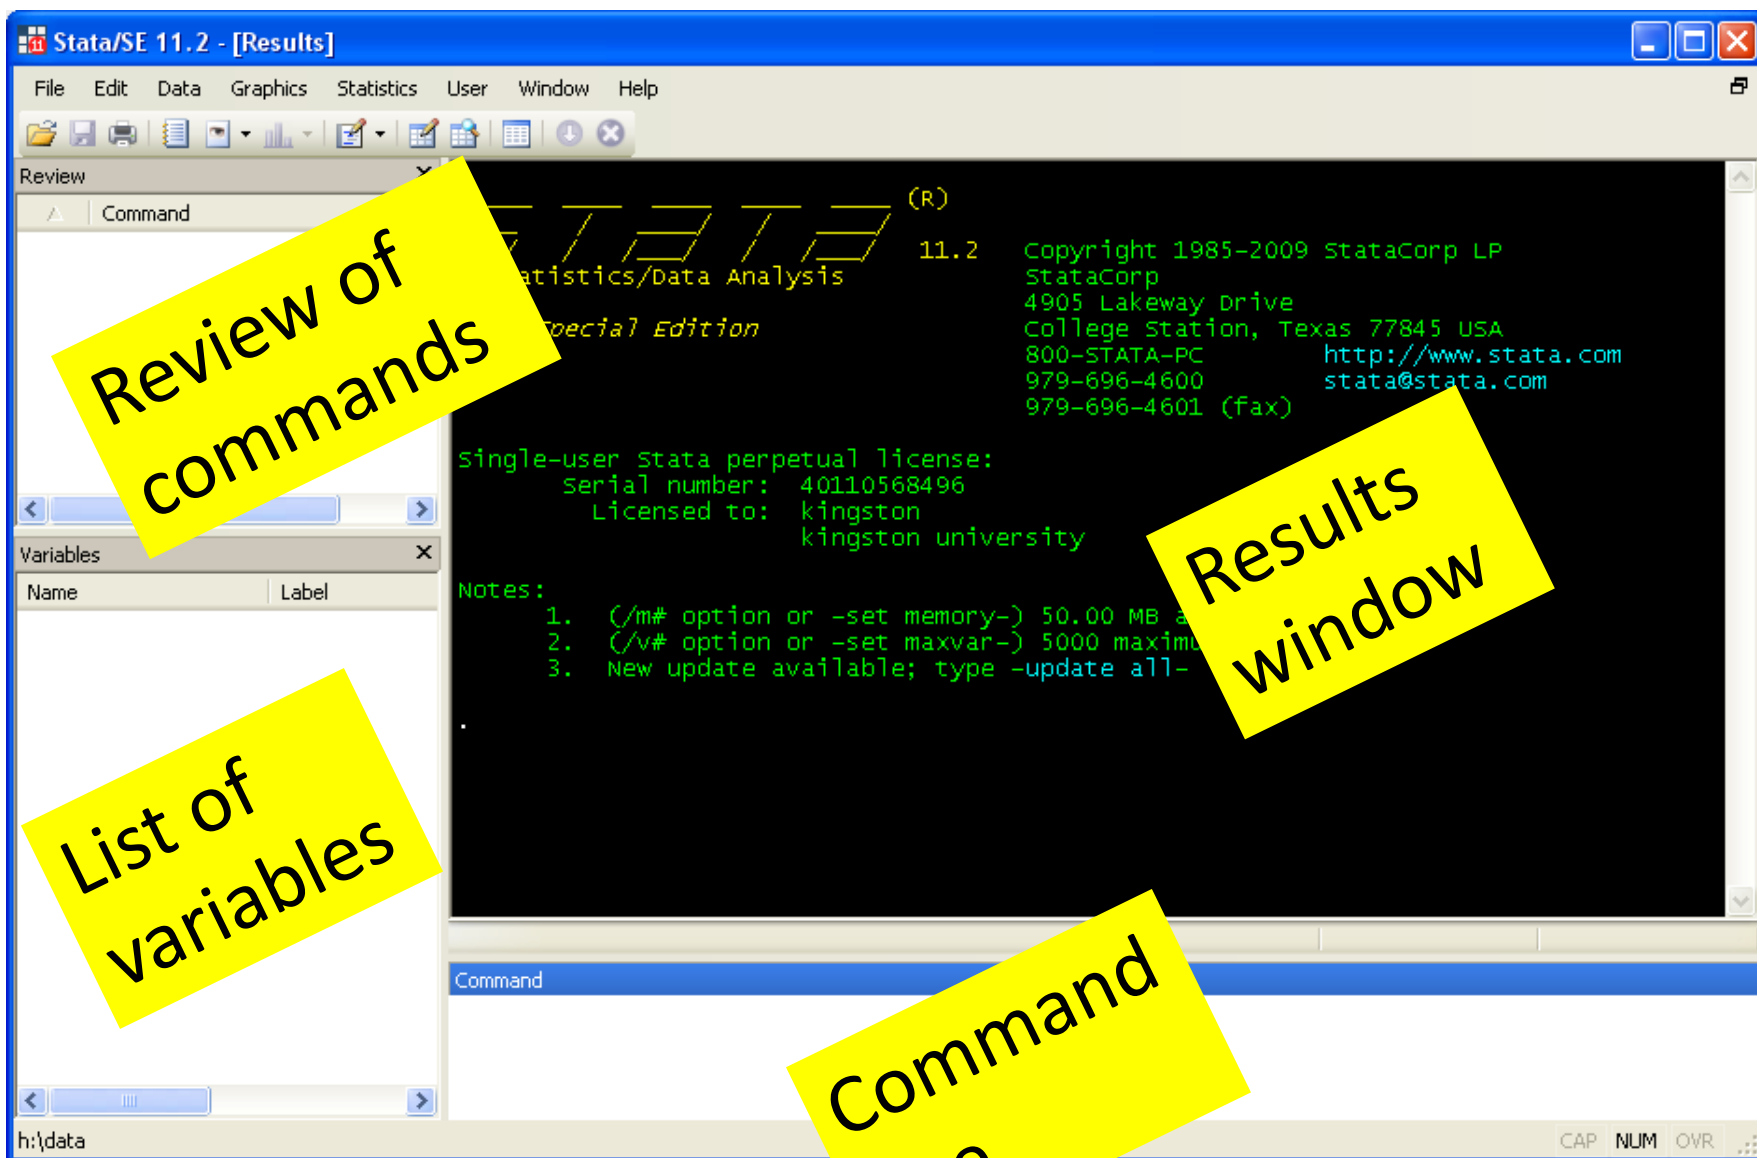 Stata/SE 11.2 - [Results]
File Edit Data Graphics Statistics User Window Help
Review
Command
Review of
commands
Variables
Name Label
List of
variables
(R)
STATA 11.2 Copyright 1985-2009 StataCorp LP
Statistics/Data Analysis StataCorp
4905 Lakeway Drive
Special Edition College Station, Texas 77845 USA
800-STATA-PC http://www.stata.com
979-696-4600 stata@stata.com
979-696-4601 (fax)
Single-user Stata perpetual license:
Serial number: 40110568496
Licensed to: kingston
kingston university
Notes:
1. (/m# option or -set memory-) 50.00 MB
2. (/v# option or -set maxvar-) 5000
3. New update available; type -update all-
.
Results
window
Command
Command
h:\data
CAP NUM OVR